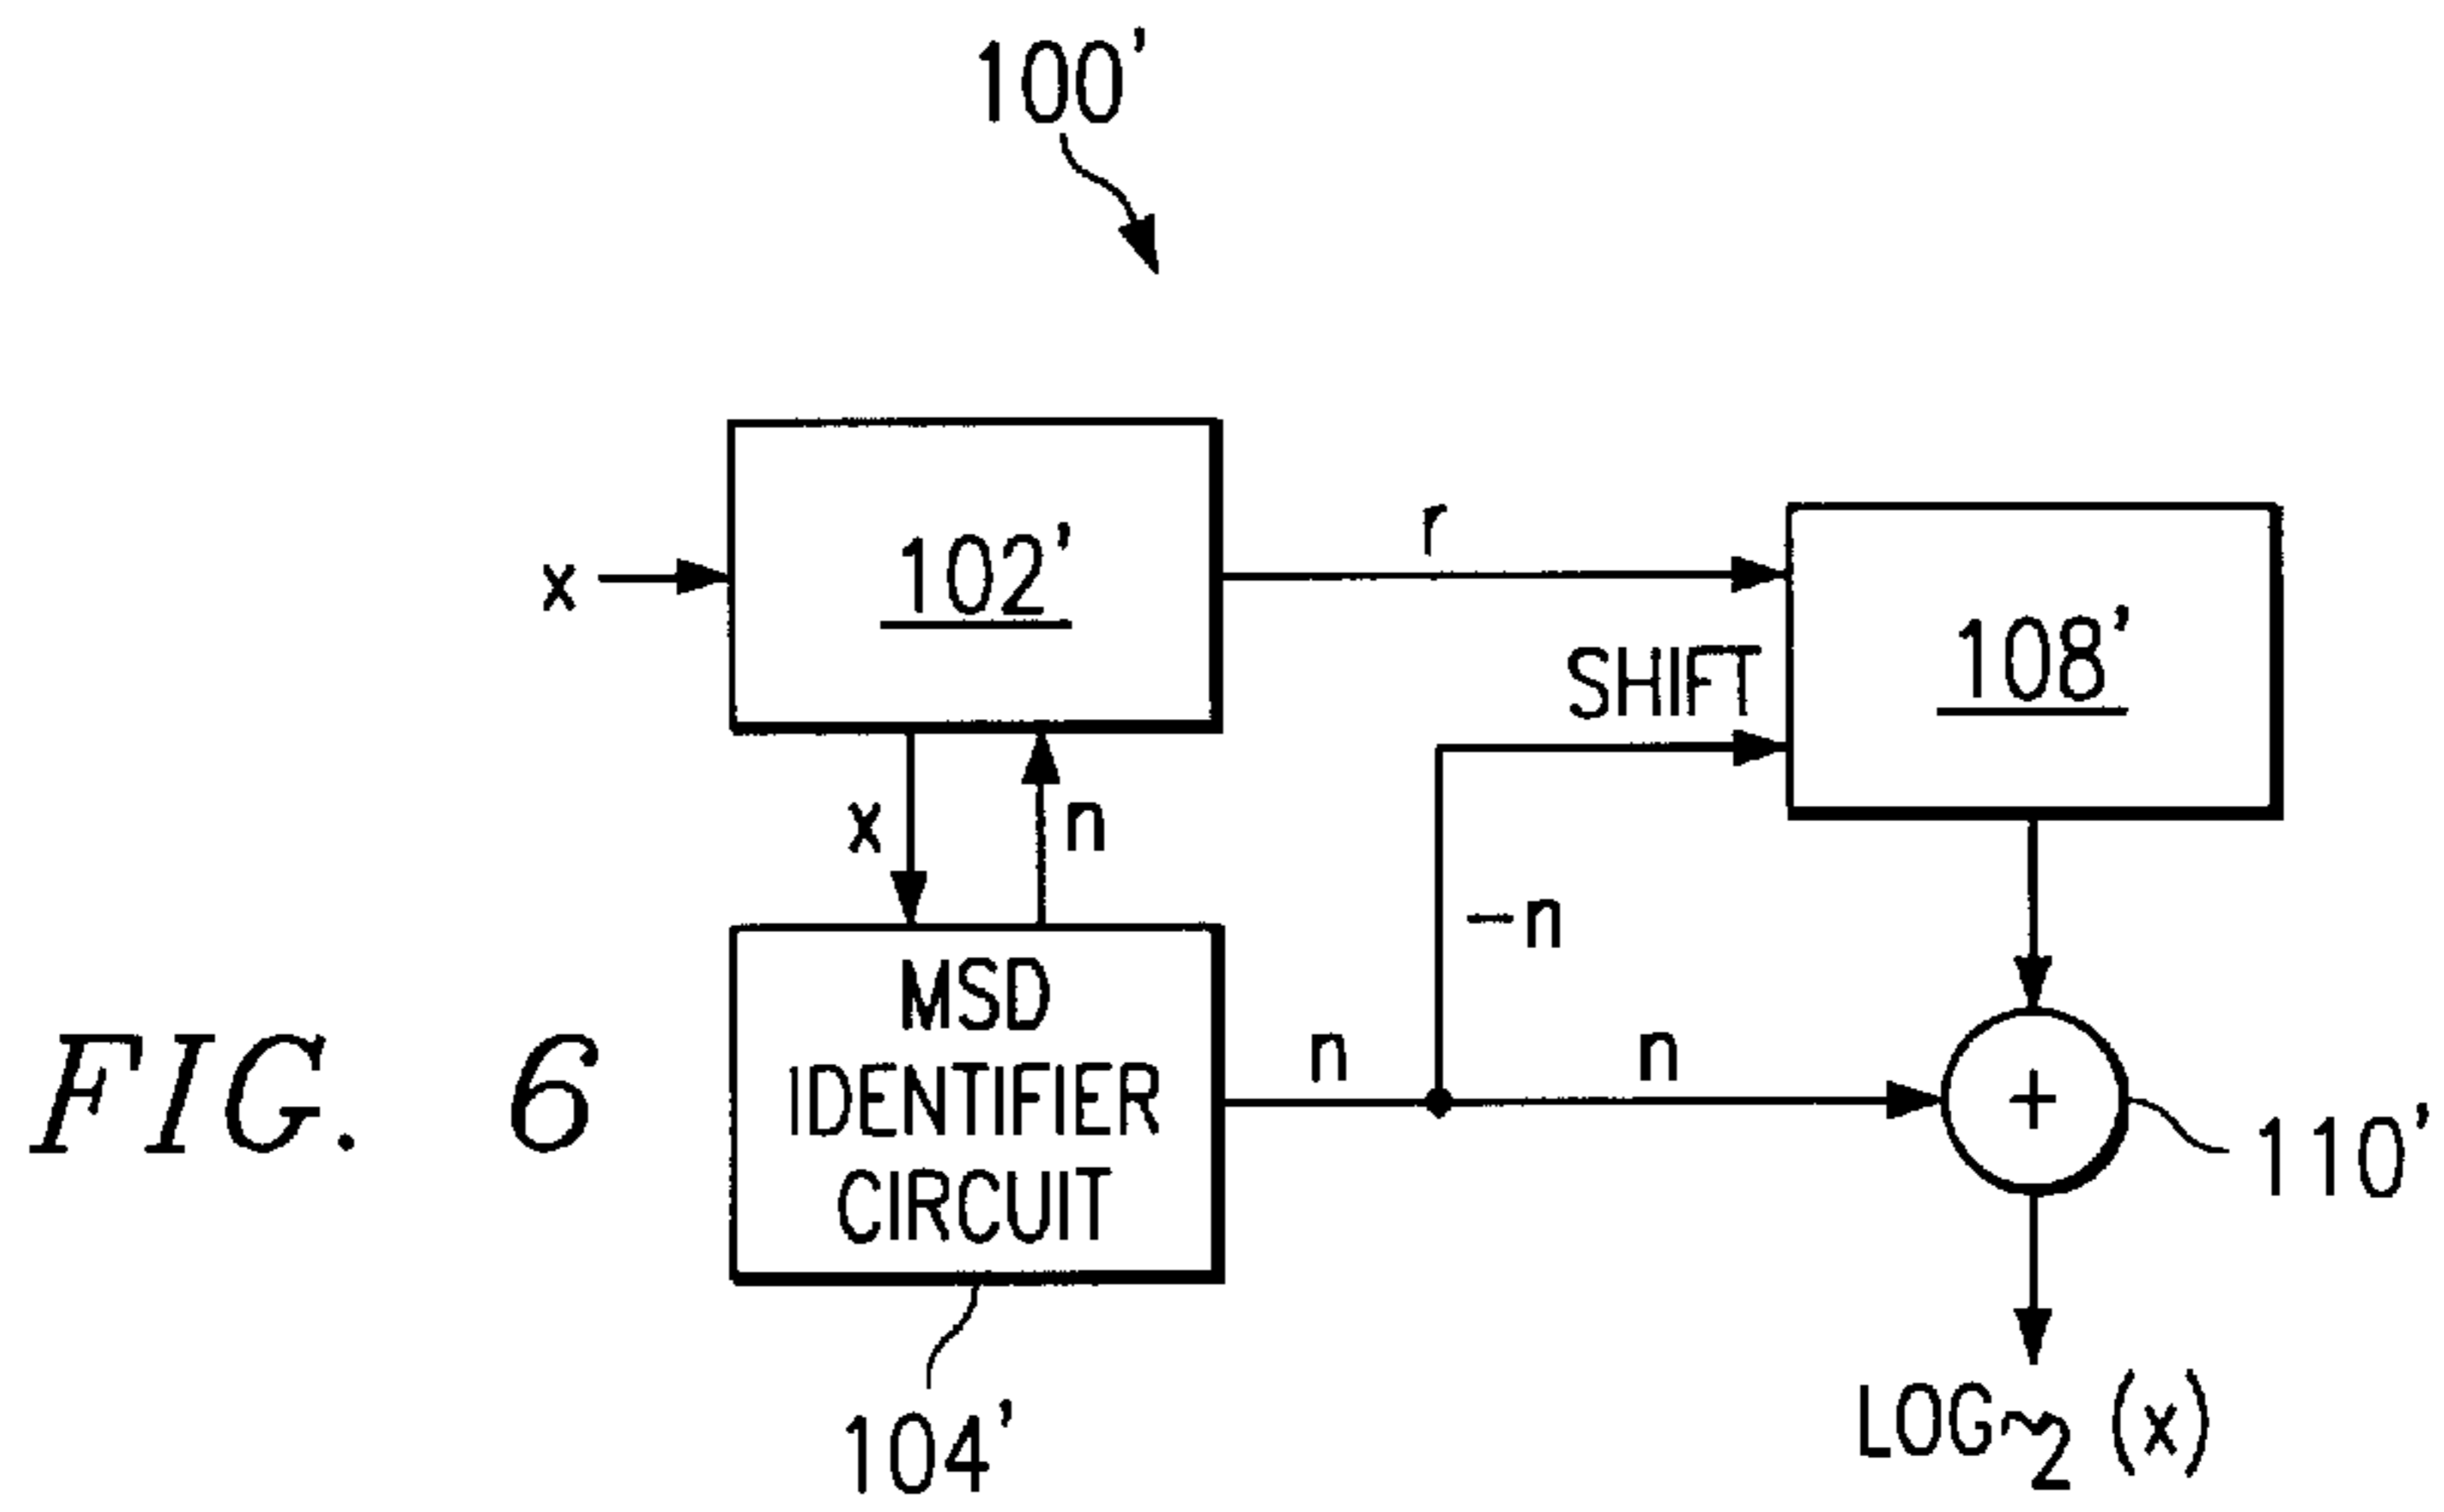 100'
x
102'
r
SHIFT
108'
x
n
-n
MSD
IDENTIFIER
CIRCUIT
n
n
+
110'
FIG. 6
104'
LOG~2 (x)